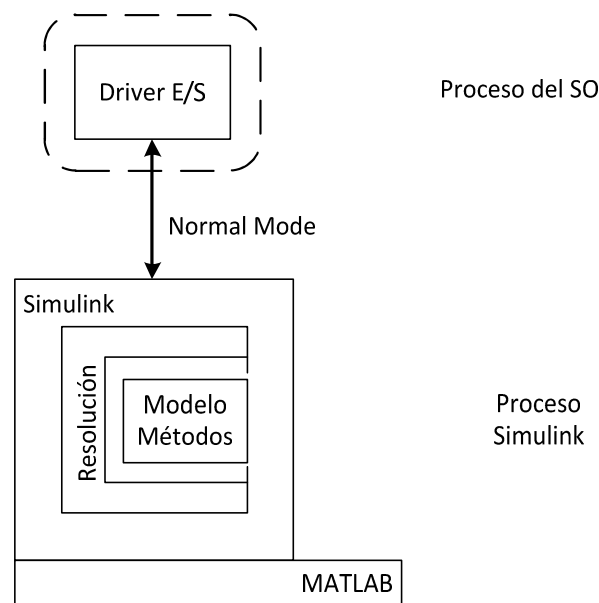 Driver E/S
Proceso del SO
Normal Mode
Simulink
Resolución
Modelo
Métodos
Proceso
Simulink
MATLAB